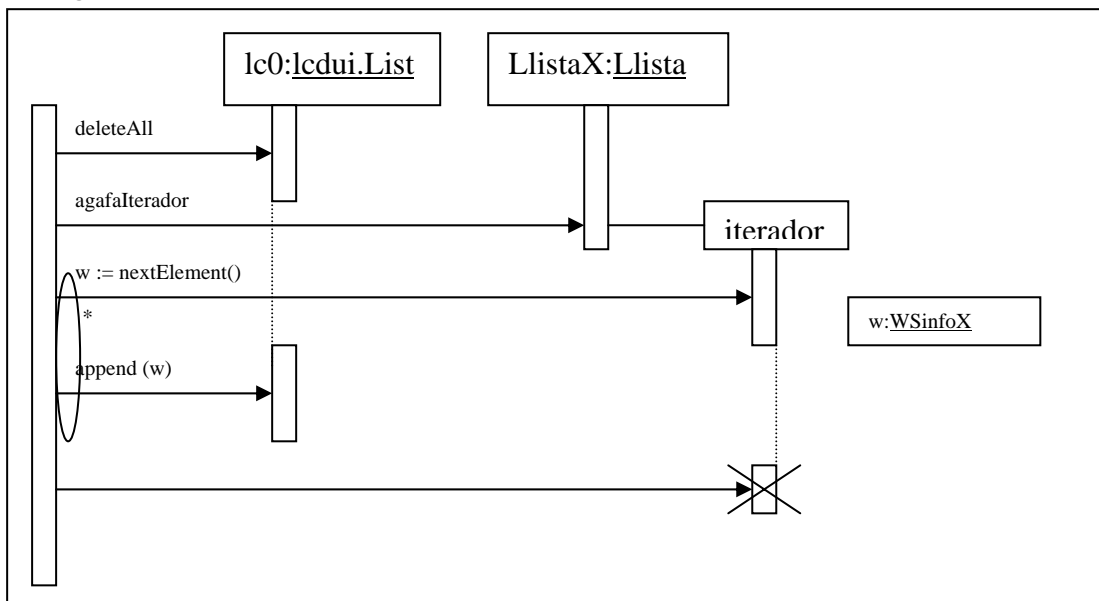 lc0:lcdui.List
LlistaX:Llista
deleteAll
agafaIterador
iterador
w := nextElement()
*
w:WSinfoX
append (w)